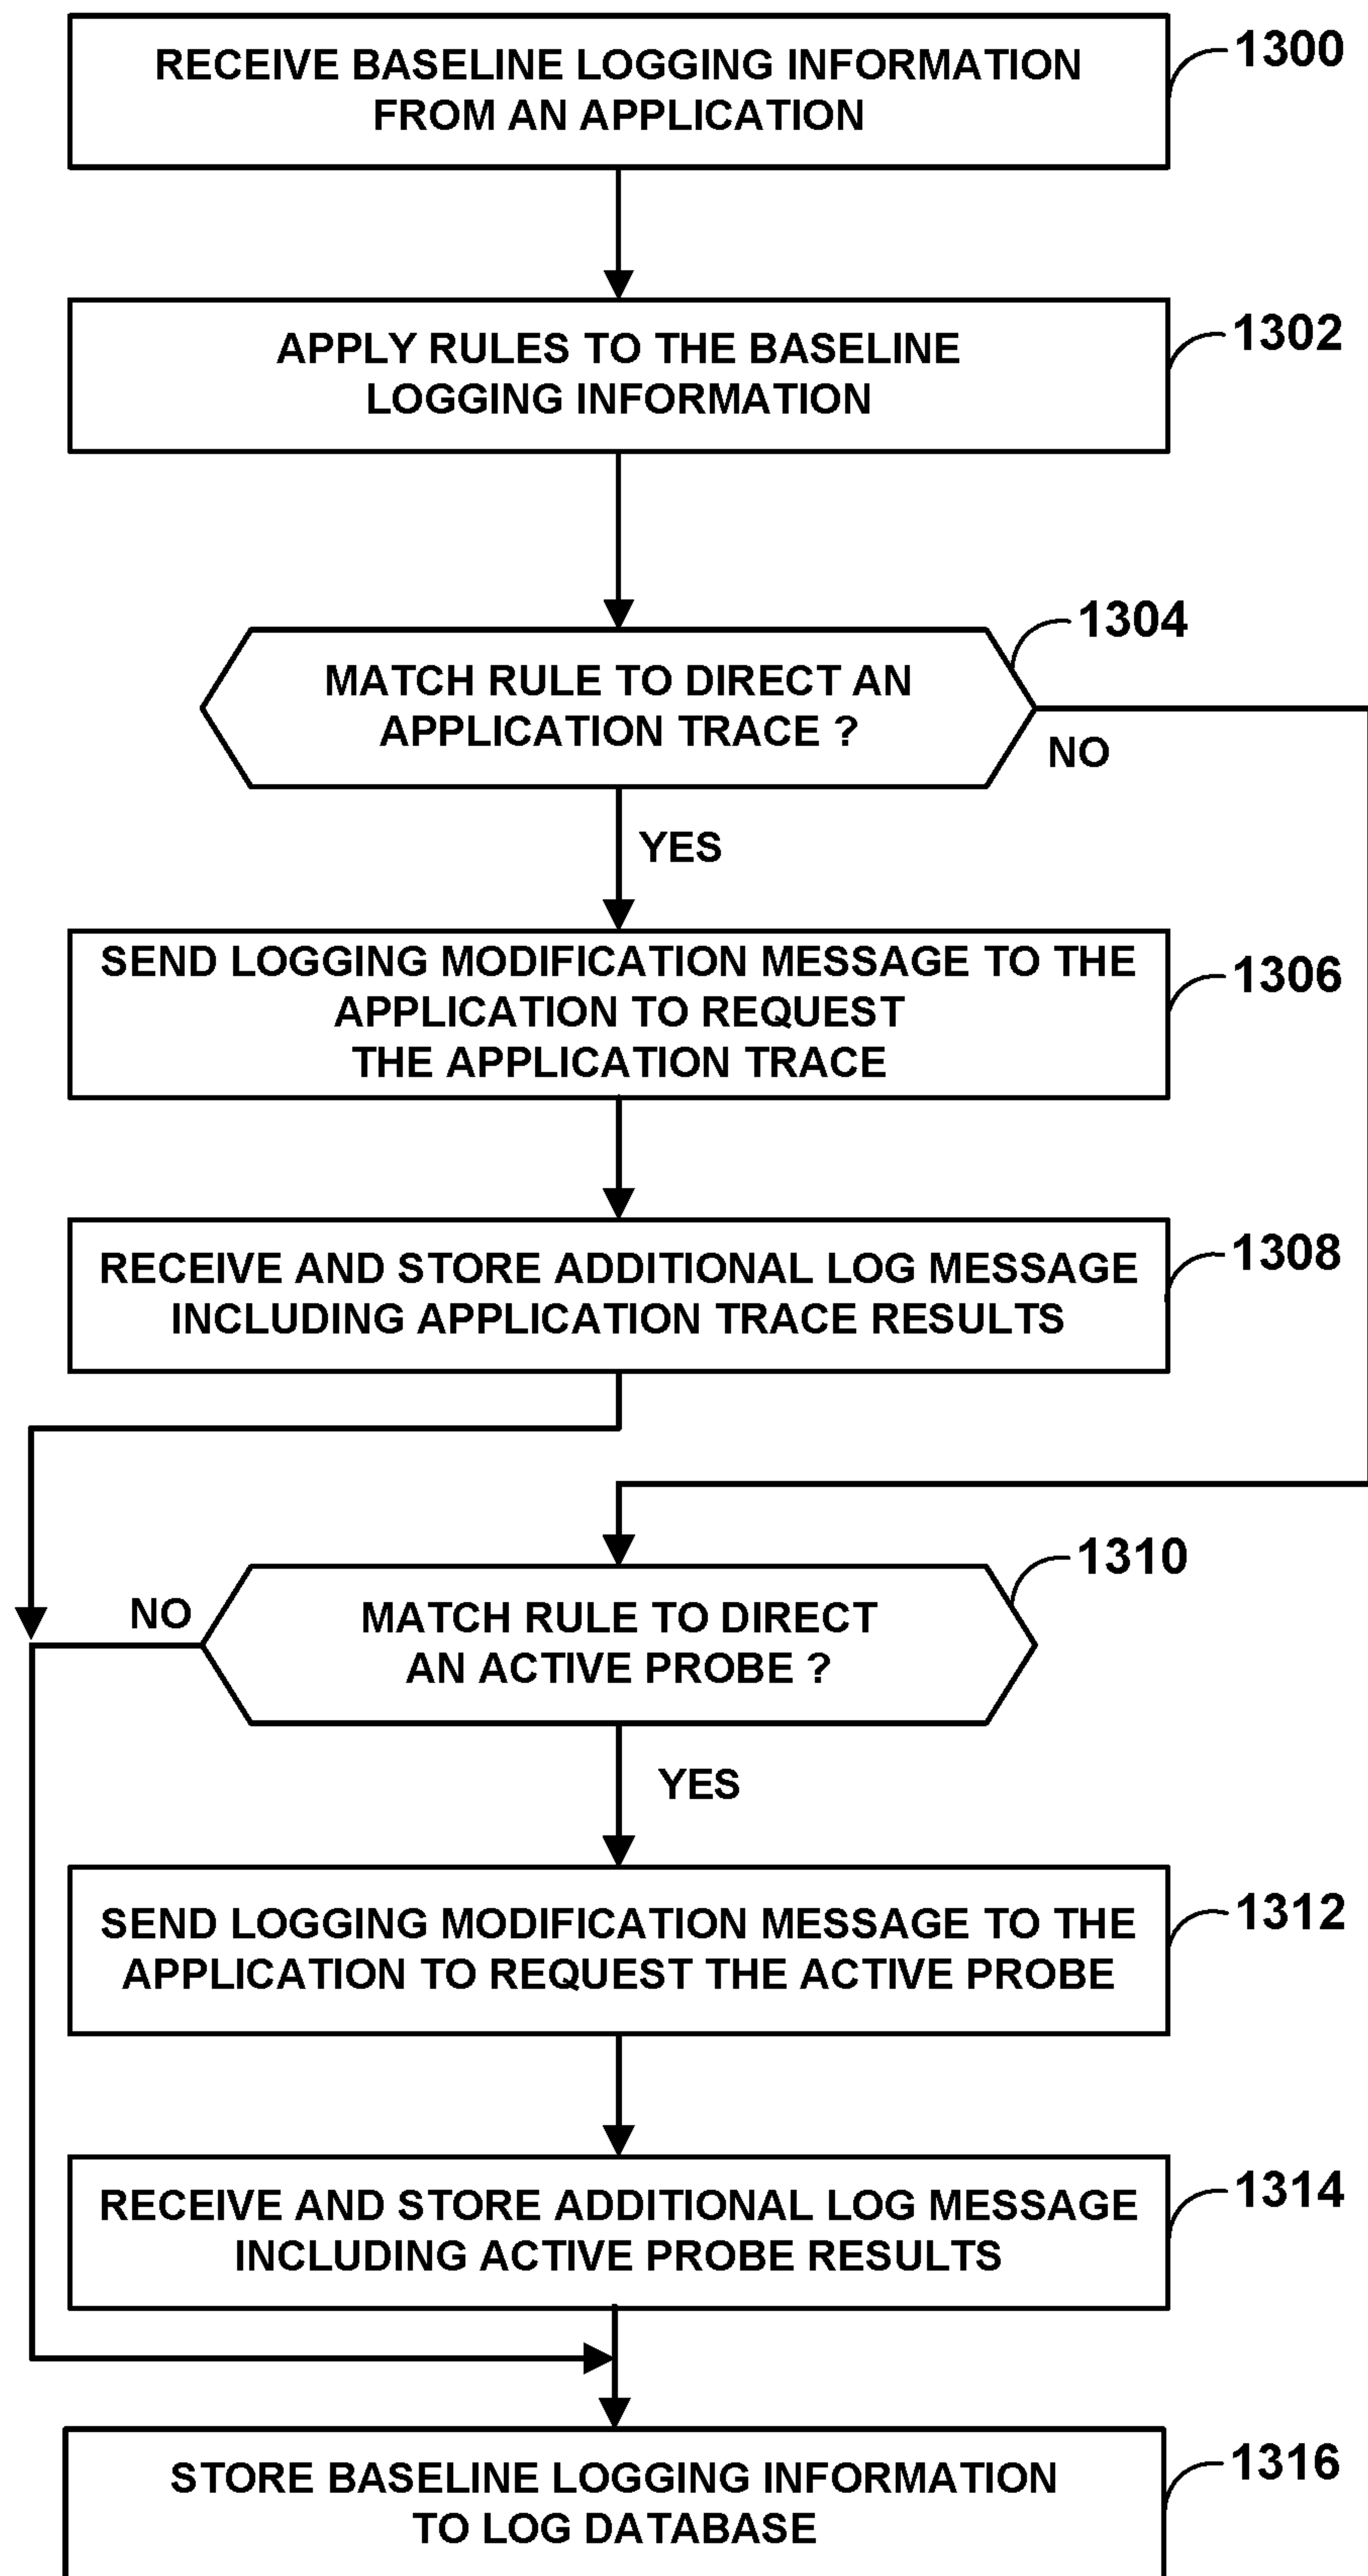 RECEIVE BASELINE LOGGING INFORMATION
FROM AN APPLICATION
1300
APPLY RULES TO THE BASELINE
LOGGING INFORMATION
1302
MATCH RULE TO DIRECT AN
APPLICATION TRACE ?
1304
NO
YES
SEND LOGGING MODIFICATION MESSAGE TO THE
APPLICATION TO REQUEST
THE APPLICATION TRACE
1306
RECEIVE AND STORE ADDITIONAL LOG MESSAGE
INCLUDING APPLICATION TRACE RESULTS
1308
MATCH RULE TO DIRECT
AN ACTIVE PROBE ?
1310
NO
YES
SEND LOGGING MODIFICATION MESSAGE TO THE
APPLICATION TO REQUEST THE ACTIVE PROBE
1312
RECEIVE AND STORE ADDITIONAL LOG MESSAGE
INCLUDING ACTIVE PROBE RESULTS
1314
STORE BASELINE LOGGING INFORMATION
TO LOG DATABASE
1316